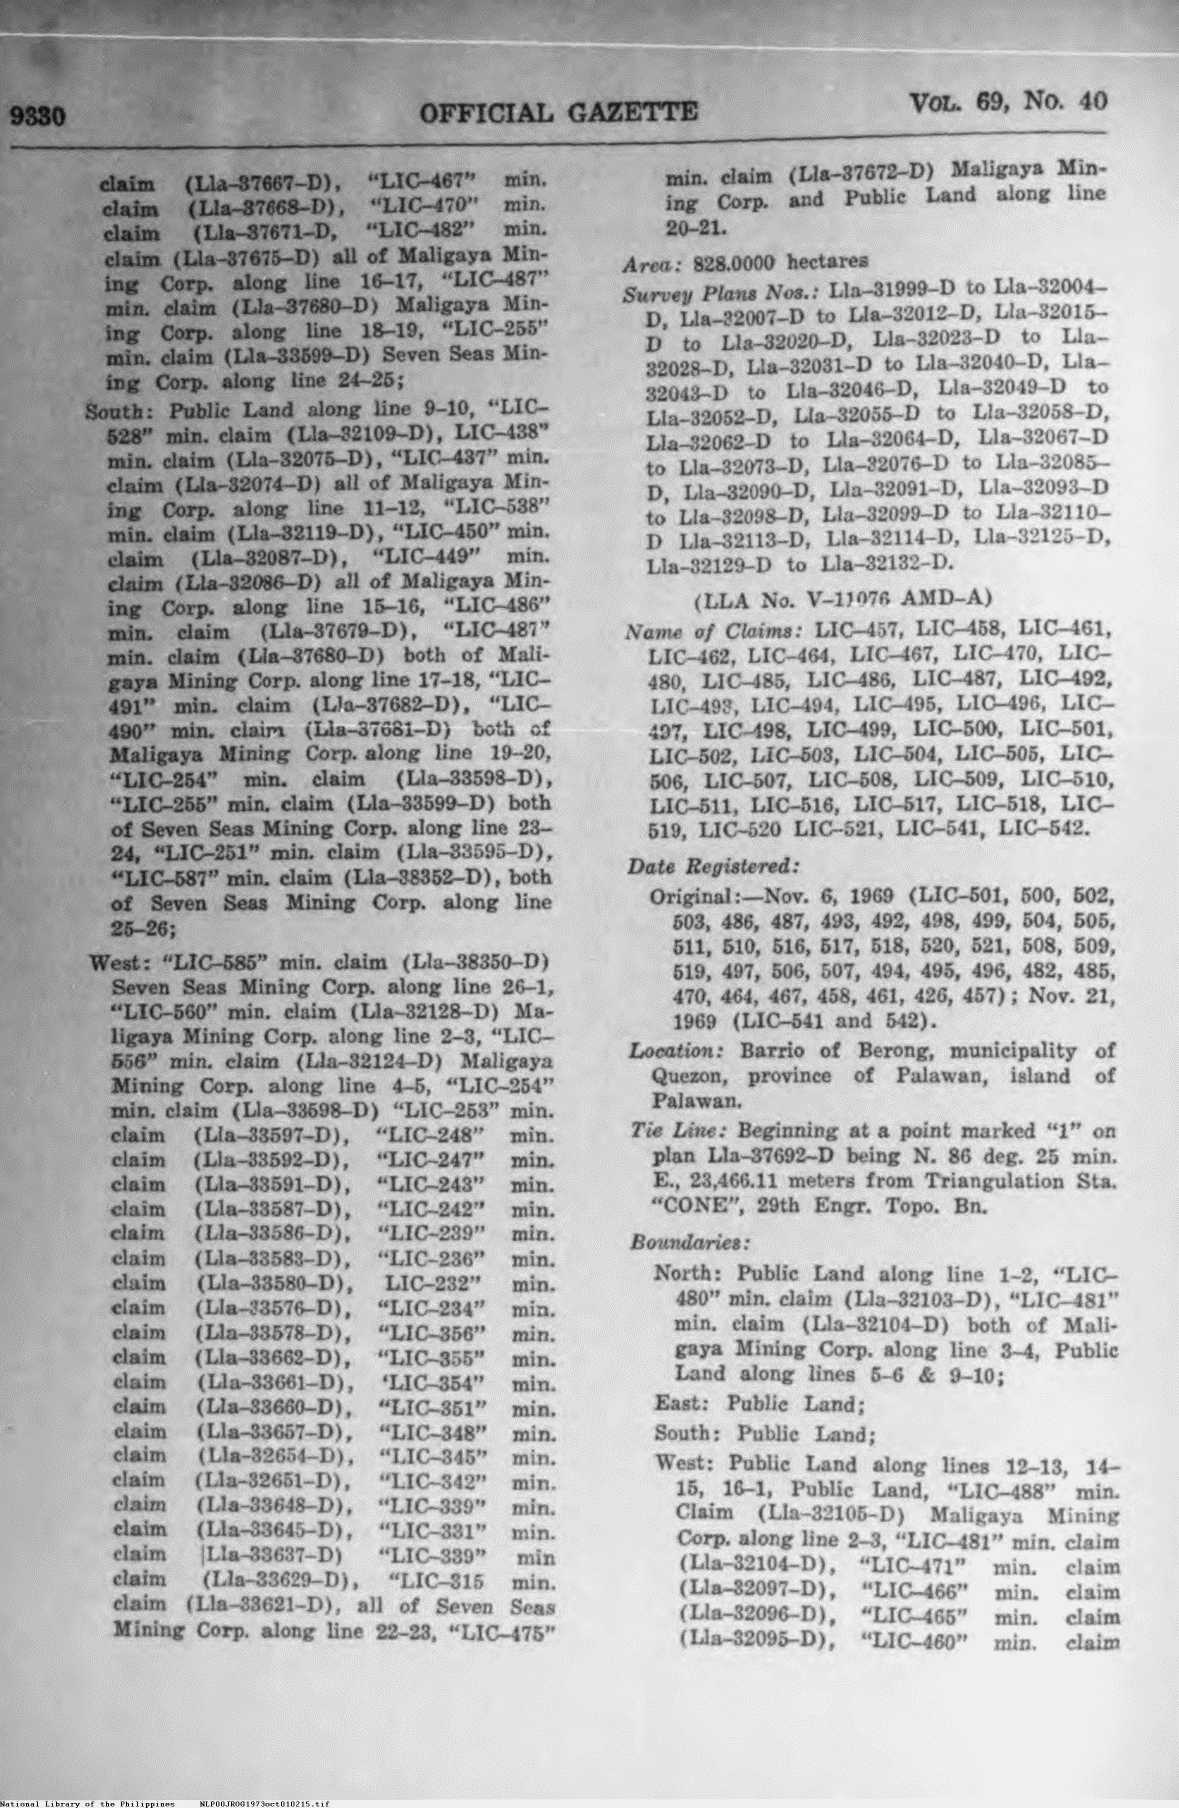 9330
OFFICIAL GAZETTE
VOL. 69, No. 40
claim (Lla–37667–D), “LIC–467” min.
claim (Lla–37668–D), “LIC–470” min.
claim (Lla–37671–D, “LIC–482” min.
claim (Lla–37675–D) all of Maligaya Min-
ing Corp. along line 16–17, “LIC–487”
min. claim (Lla–37680–D) Maligaya Min-
ing Corp. along line 18–19, “LIC–255”
min. claim (Lla–33599–D) Seven Seas Min-
ing Corp. along line 24–25;
South: Public Land along line 9–10, “LIC–
528” min. claim (Lla–32109–D), LIC–438”
min. claim (Lla–32075–D), “LIC–437” min.
claim (Lla–32074–D) all of Maligaya Min-
ing Corp. along line 11–12, “LIC–538”
min. claim (Lla–32119–D), “LIC–450” min.
claim (Lla–32087–D), “LIC–449” min.
claim (Lla–32086–D) all of Maligaya Min-
ing Corp. along line 15–16, “LIC–486”
min. claim (Lla–37679–D), “LIC–487”
min. claim (Lla–37680–D) both of Mali-
gaya Mining Corp. along line 17–18, “LIC–
491” min. claim (Lla–37682–D), “LIC–
490” min. claim (Lla–37681–D) both of
Maligaya Mining Corp. along line 19–20,
“LIC–254” min. claim (Lla–33598–D),
“LIC–255” min. claim (Lla–33599–D) both
of Seven Seas Mining Corp. along line 23–
24, “LIC–251” min. claim (Lla–33595–D),
“LIC–587” min. claim (Lla–38352–D), both
of Seven Seas Mining Corp. along line
25–26;
West: “LIC–585” min. claim (Lla–38350–D)
Seven Seas Mining Corp. along line 26–1,
“LIC–560” min. claim (Lla–32128–D) Ma-
ligaya Mining Corp. along line 2–3, “LIC–
556” min. claim (Lla–32124–D) Maligaya
Mining Corp. along line 4–5, “LIC–254”
min. claim (Lla–33598–D) “LIC–253” min.
claim (Lla–33597–D), “LIC–248” min.
claim (Lla–33592–D), “LIC–247” min.
claim (Lla–33591–D), “LIC–243” min.
claim (Lla–33587–D), “LIC–242” min.
claim (Lla–33586–D), “LIC–239” min.
claim (Lla–33583–D), “LIC–236” min.
claim (Lla–33580–D), LIC–232” min.
claim (Lla–33576–D), “LIC–234” min.
claim (Lla–33578–D), “LIC–356” min.
claim (Lla–33662–D), “LIC–355” min.
claim (Lla–33661–D), ‘LIC–354” min.
claim (Lla–33660–D), “LIC–351” min.
claim (Lla–33657–D), “LIC–348” min.
claim (Lla–32654–D), “LIC–345” min.
claim (Lla–32651–D), “LIC–342” min.
claim (Lla–33648–D), “LIC–339” min.
claim (Lla–33645–D), “LIC–331” min.
claim |Lla–33637–D) “LIC–339” min
claim (Lla–33629–D), “LIC–315 min.
claim (Lla–33621–D), all of Seven Seas
Mining Corp. along line 22–23, “LIC–475”
min. claim (Lla–37672–D) Maligaya Min-
ing Corp. and Public Land along line
20–21.
Area: 828.0000 hectares
Survey Plans Nos.: Lla–31999–D to Lla–32004–
D, Lla–32007–D to Lla–32012–D, Lla–32015–
D to Lla–32020–D, Lla–32023–D to Lla–
32028–D, Lla–32031–D to Lla–32040–D, Lla–
32043–D to Lla–32046–D, Lla–32049–D to
Lla–32052–D, Lla–32055–D to Lla–32058–D,
Lla–32062–D to Lla–32064–D, Lla–32067–D
to Lla–32073–D, Lla–32076–D to Lla–32085–
D, Lla–32090–D, Lla–32091–D, Lla–32093–D
to Lla–32098–D, Lla–32099–D to Lla–32110–
D Lla–32113–D, Lla–32114–D, Lla–32125–D,
Lla–32129–D to Lla–32132–D.
(LLA No. V–11076 AMD–A)
Name of Claims: LIC–457, LIC–458, LIC–461,
LIC–462, LIC–464, LIC–467, LIC–470, LIC–
480, LIC–485, LIC–486, LIC–487, LIC–492,
LIC–493, LIC–494, LIC–495, LIC–496, LIC–
497, LIC–498, LIC–499, LIC–500, LIC–501,
LIC–502, LIC–503, LIC–504, LIC–505, LIC–
506, LIC–507, LIC–508, LIC–509, LIC–510,
LIC–511, LIC–516, LIC–517, LIC–518, LIC–
519, LIC–520 LIC–521, LIC–541, LIC–542.
Date Registered:
Original:—Nov. 6, 1969 (LIC–501, 500, 502,
503, 486, 487, 493, 492, 498, 499, 504, 505,
511, 510, 516, 517, 518, 520, 521, 508, 509,
519, 497, 506, 507, 494, 495, 496, 482, 485,
470, 464, 467, 458, 461, 426, 457); Nov. 21,
1969 (LIC–541 and 542).
Location: Barrio of Berong, municipality of
Quezon, province of Palawan, island of
Palawan.
Tie Line: Beginning at a point marked “1” on
plan Lla–37692–D being N. 86 deg. 25 min.
E., 23,466.11 meters from Triangulation Sta.
“CONE”, 29th Engr. Topo. Bn.
Boundaries:
North: Public Land along line 1–2, “LIC–
480” min. claim (Lla–32103–D), “LIC–481”
min. claim (Lla–32104–D) both of Mali-
gaya Mining Corp. along line 3–4, Public
Land along lines 5–6 & 9–10;
East: Public Land;
South: Public Land;
West: Public Land along lines 12–13, 14–
15, 16–1, Public Land, “LIC–488” min.
Claim (Lla–32105–D) Maligaya Mining
Corp. along line 2–3, “LIC–481” min. claim
(Lla–32104–D), “LIC–471” min. claim
(Lla–32097–D), “LIC–466” min. claim
(Lla–32096–D), “LIC–465” min. claim
(Lla–32095–D), “LIC–460” min. claim
National Library of the Philippines NLP00JROG1973oct010215.tif